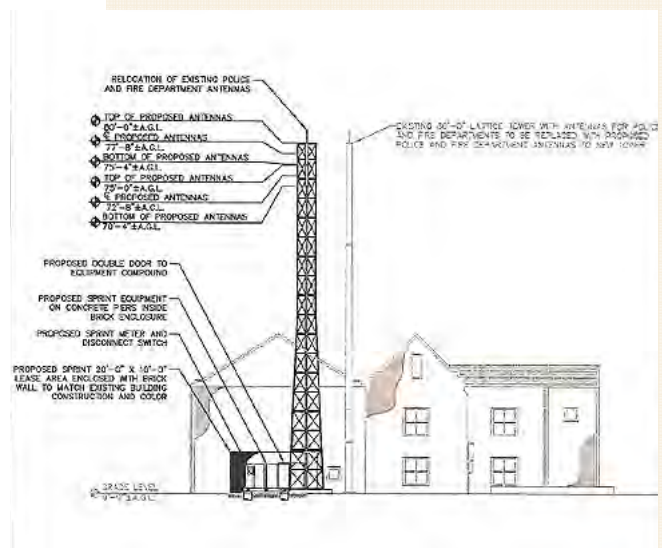 RELOCATION OF EXISTING POLICE
AND FIRE DEPARTMENT ANTENNAS
TOP OF PROPOSED ANTENNAS
80'-0"±A.G.L.
℄ PROPOSED ANTENNAS
77'-8"±A.G.L.
BOTTOM OF PROPOSED ANTENNAS
75'-4"±A.G.L.
TOP OF PROPOSED ANTENNAS
75'-0"±A.G.L.
℄ PROPOSED ANTENNAS
72'-8"±A.G.L.
BOTTOM OF PROPOSED ANTENNAS
70'-4"±A.G.L.
EXISTING LATTICE TOWER WITH ANTENNAS FOR POLICE
AND FIRE DEPARTMENTS TO BE REPLACED WITH PROPOSED
POLICE AND FIRE DEPARTMENT ANTENNAS TO NEW TOWER
PROPOSED DOUBLE DOOR TO
EQUIPMENT COMPOUND
PROPOSED SPRINT EQUIPMENT
ON CONCRETE PIERS INSIDE
BRICK ENCLOSURE
PROPOSED SPRINT METER AND
DISCONNECT SWITCH
PROPOSED SPRINT 20'-0" X 10'-0"
LEASE AREA ENCLOSED WITH BRICK
WALL TO MATCH EXISTING BUILDING
CONSTRUCTION AND COLOR
GRADE LEVEL
0'-0"±A.G.L.